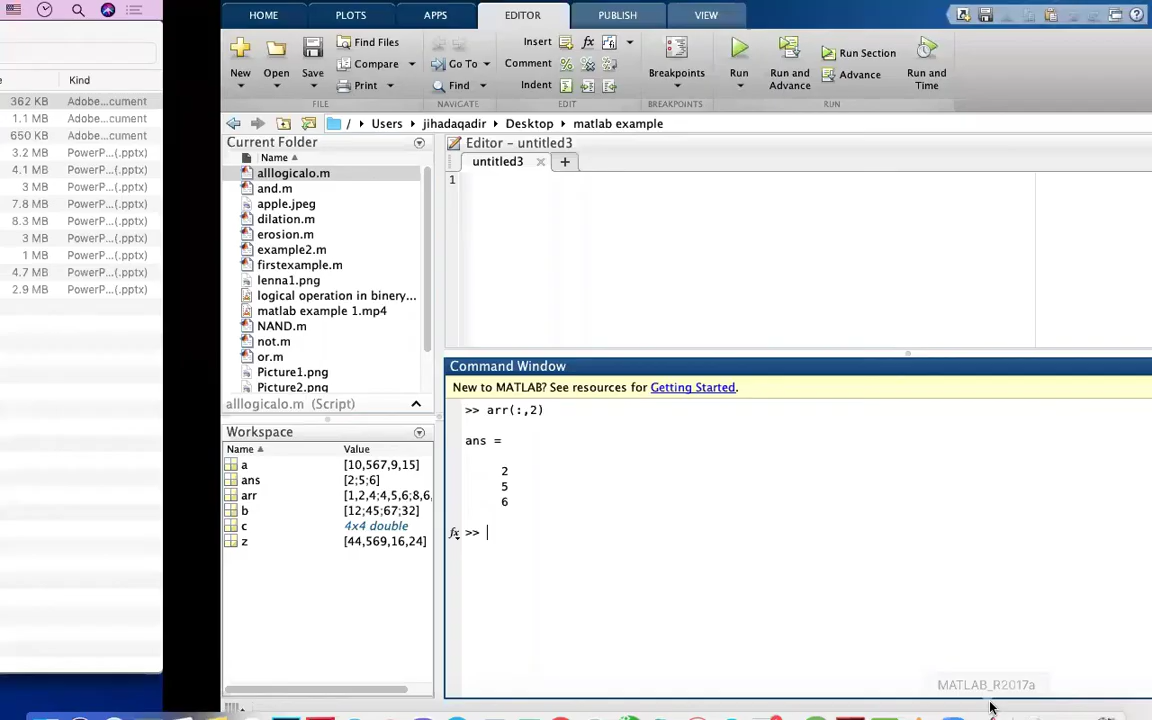 HOME PLOTS APPS EDITOR PUBLISH VIEW
New
Open
Save
Find Files
Compare
Print
FILE
Go To
Find
NAVIGATE
Insert
Comment
Indent
EDIT
Breakpoints
BREAKPOINTS
Run
Run and Advance
Run Section
Advance
Run and Time
RUN
/ Users jihadaqadir Desktop matlab example
Kind
362 KB Adobe...cument
1.1 MB Adobe...cument
650 KB Adobe...cument
3.2 MB PowerP...(.pptx)
4.1 MB PowerP...(.pptx)
3 MB PowerP...(.pptx)
7.8 MB PowerP...(.pptx)
8.3 MB PowerP...(.pptx)
3 MB PowerP...(.pptx)
1 MB PowerP...(.pptx)
4.7 MB PowerP...(.pptx)
2.9 MB PowerP...(.pptx)
Current Folder
Name
alllogicalo.m
and.m
apple.jpeg
dilation.m
erosion.m
example2.m
firstexample.m
lenna1.png
logical operation in binery...
matlab example 1.mp4
NAND.m
not.m
or.m
Picture1.png
Picture2.png
alllogicalo.m (Script)
Workspace
Name Value
a [10,567,9,15]
ans [2;5;6]
arr [1,2,4;4,5,6;8,6,
b [12;45;67;32]
c 4x4 double
z [44,569,16,24]
Editor - untitled3
untitled3
1
Command Window
New to MATLAB? See resources for Getting Started.
>> arr(:,2)
ans =
2
5
6
fx >>
MATLAB_R2017a